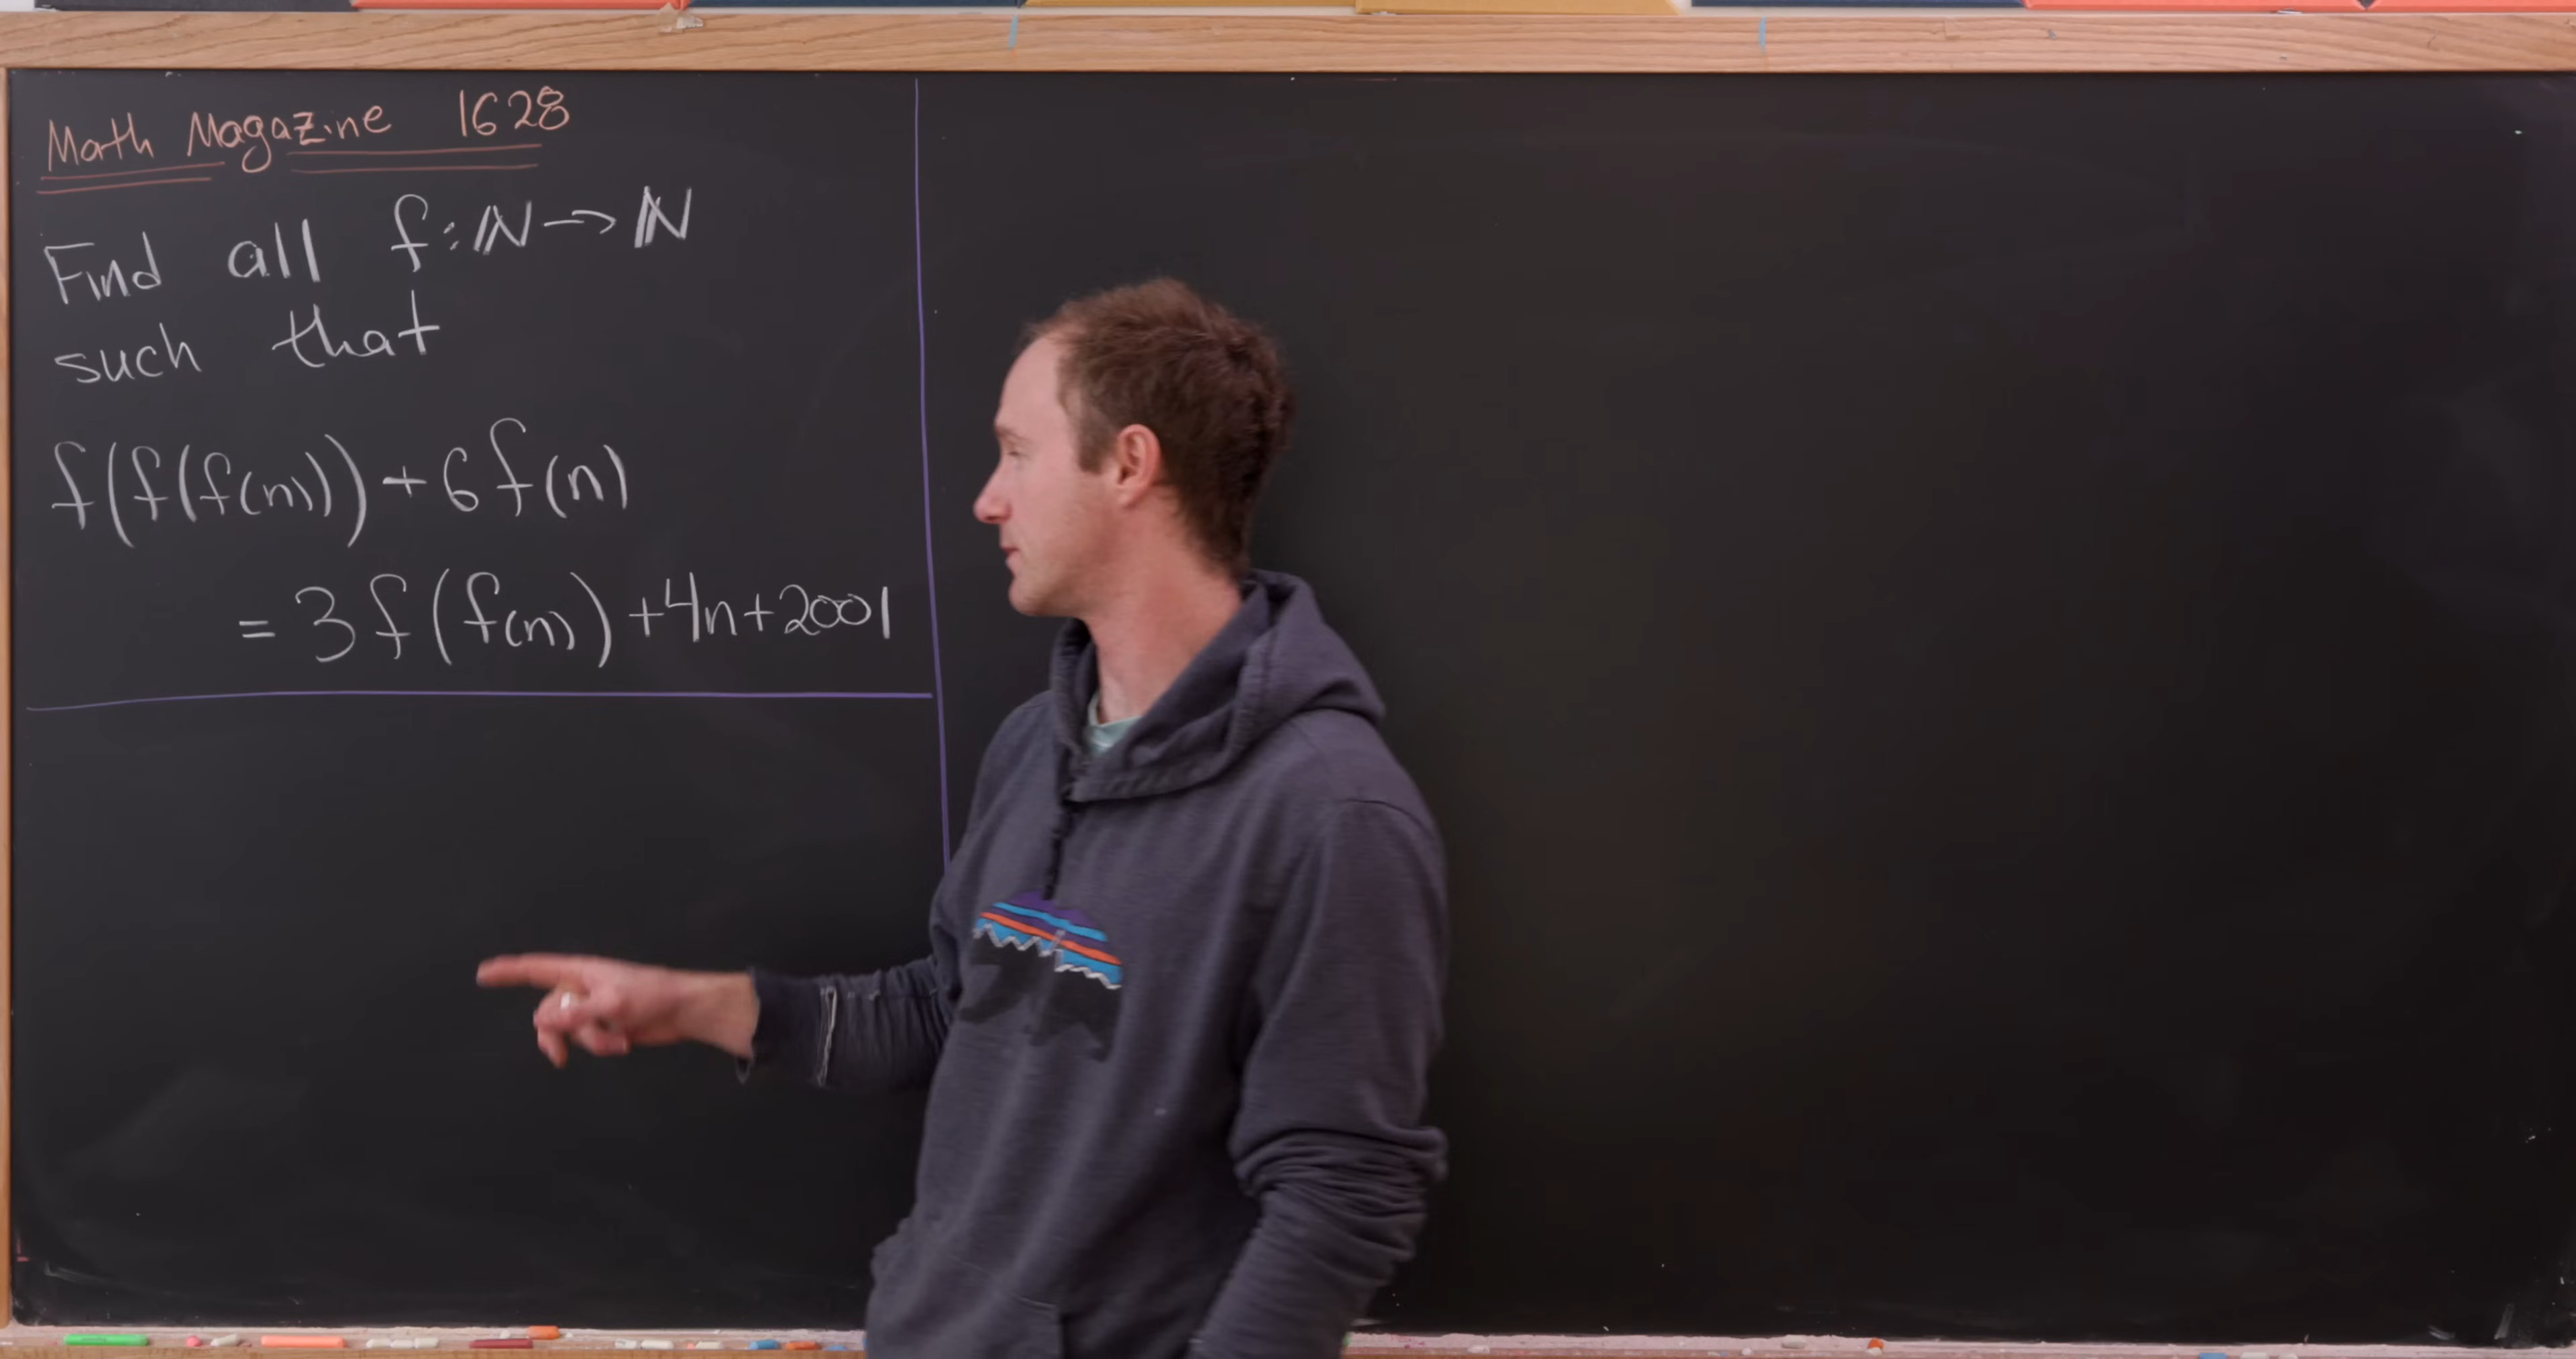 Math Magazine 1628
Find all f: ℕ → ℕ
such that
f(f(f(n))) + 6f(n)
= 3f(f(n)) + 4n + 2001